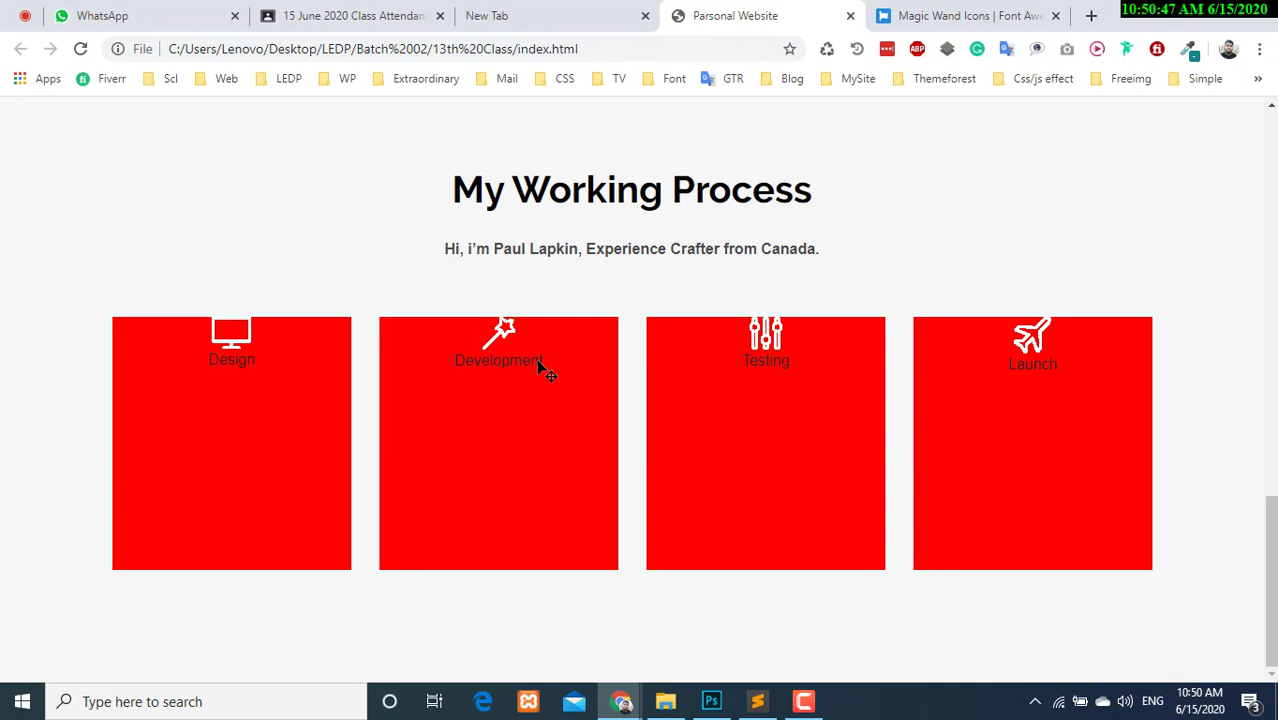 10:50:47 AM 6/15/2020
WhatsApp
15 June 2020 Class Attendan
New Tab
Parsonal Website
Magic Wand Icons | Font Awe
File
C:/Users/Lenovo/Desktop/LEDP/Batch%2002/13th%20Class/index.html
Apps
Fiverr
Scl
Web
LEDP
WP
Extraordinary
Mail
CSS
TV
Font
GTR
Blog
MySite
Themeforest
Css/js effect
Freeimg
Simple
»
My Working Process
Hi, i’m Paul Lapkin, Experience Crafter from Canada.
Design
Development
Testing
Launch
Type here to search
ENG
10:50 AM
6/15/2020
3